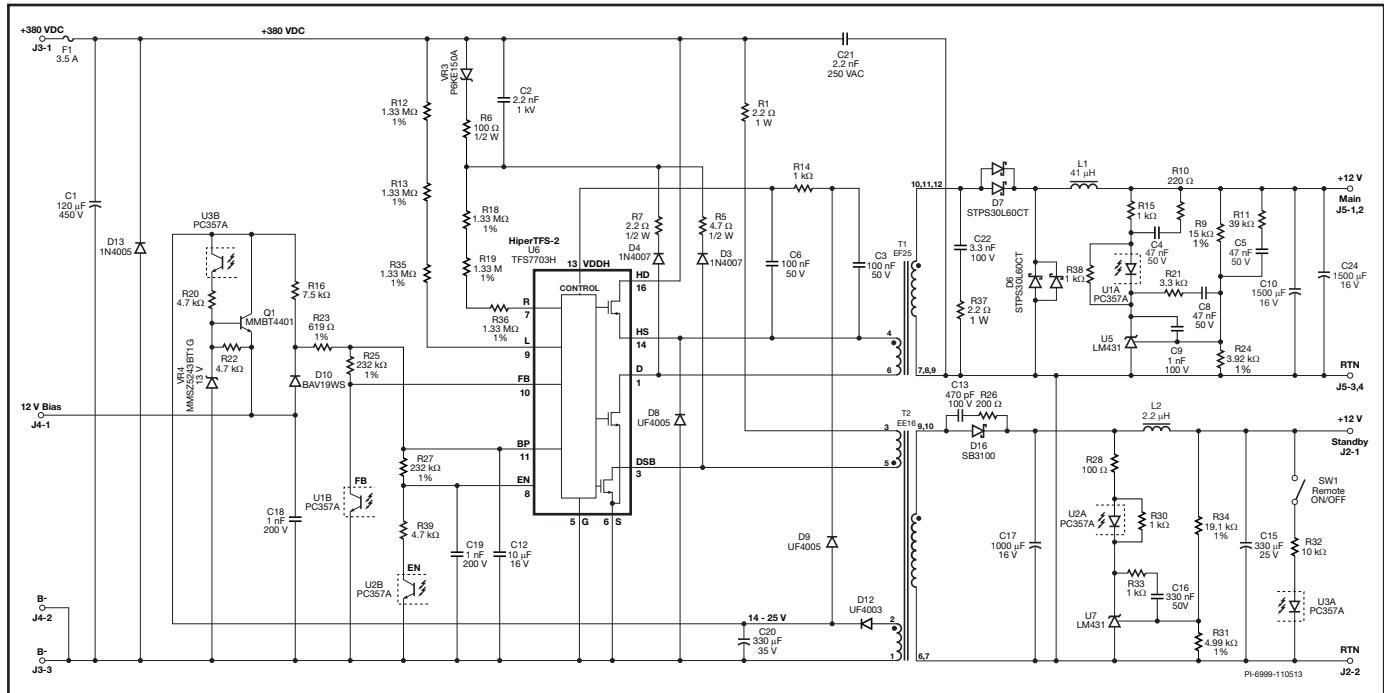 +380 VDC
J3-1
F1
3.5 A
+380 VDC
C21
2.2 nF
250 VAC
VR3
P6KE150A
C2
2.2 nF
1 kV
R12
1.33 MΩ
1%
R6
100 Ω
1/2 W
R1
2.2 Ω
1 W
C1
120 µF
450 V
D13
1N4005
U3B
PC357A
R13
1.33 MΩ
1%
R18
1.33 MΩ
1%
R19
1.33 M
1%
R35
1.33 MΩ
1%
R36
1.33 MΩ
1%
R7
2.2 Ω
1/2 W
D4
1N4007
R5
4.7 Ω
1/2 W
D3
1N4007
R14
1 kΩ
C6
100 nF
50 V
C3
100 nF
50 V
T1
EF25
10,11,12
4
6
7,8,9
D7
STPS30L60CT
L1
41 µH
R10
220 Ω
+12 V
Main
J5-1,2
C22
3.3 nF
100 V
R37
2.2 Ω
1 W
D6
STPS30L60CT
R15
1 kΩ
C4
47 nF
50 V
R9
15 kΩ
1%
R11
39 kΩ
C5
47 nF
50 V
R38
1 kΩ
U1A
PC357A
R21
3.3 kΩ
C8
47 nF
50 V
C10
1500 µF
16 V
C24
1500 µF
16 V
U5
LM431
C9
1 nF
100 V
R24
3.92 kΩ
1%
RTN
J5-3,4
HiperTFS-2
U6
TFS7703H
13 VDDH
CONTROL
HD
16
HS
14
D
1
DSB
3
R
7
L
9
FB
10
BP
11
EN
8
5 G
6 S
R20
4.7 kΩ
Q1
MMBT4401
R16
7.5 kΩ
R23
619 Ω
1%
R22
4.7 kΩ
VR4
MMSZ5243BT1G
13 V
D10
BAV19WS
R25
232 kΩ
1%
12 V Bias
J4-1
D8
UF4005
C13
470 pF
100 V
R26
200 Ω
T2
EE16
9,10
3
5
2
1
6,7
D16
SB3100
L2
2.2 µH
+12 V
Standby
J2-1
R27
232 kΩ
1%
FB
U1B
PC357A
C18
1 nF
200 V
R39
4.7 kΩ
EN
U2B
PC357A
C19
1 nF
200 V
C12
10 µF
16 V
D9
UF4005
D12
UF4003
14 - 25 V
C20
330 µF
35 V
R28
100 Ω
U2A
PC357A
R30
1 kΩ
R34
19.1 kΩ
1%
C17
1000 µF
16 V
C15
330 µF
25 V
SW1
Remote
ON/OFF
R32
10 kΩ
U3A
PC357A
R33
1 kΩ
C16
330 nF
50V
U7
LM431
R31
4.99 kΩ
1%
B-
J4-2
B-
J3-3
RTN
J2-2
PI-6999-110513